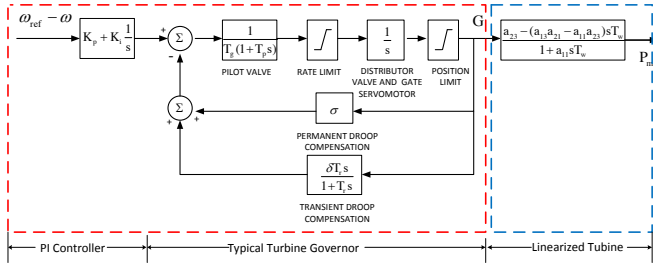 ω_ref − ω
K_p + K_i 1/s
+
Σ
-
1/T_g(1+T_p s)
PILOT VALVE
RATE LIMIT
1/s
DISTRIBUTOR
VALVE AND GATE
SERVOMOTOR
POSITION
LIMIT
G
a_23 − (a_13 a_21 − a_11 a_23)sT_w / 1 + a_11 sT_w
P_m
Σ
+
+
σ
PERMANENT DROOP
COMPENSATION
δT_r s / 1+T_r s
TRANSIENT DROOP
COMPENSATION
PI Controller
Typical Turbine Governor
Linearized Tubine